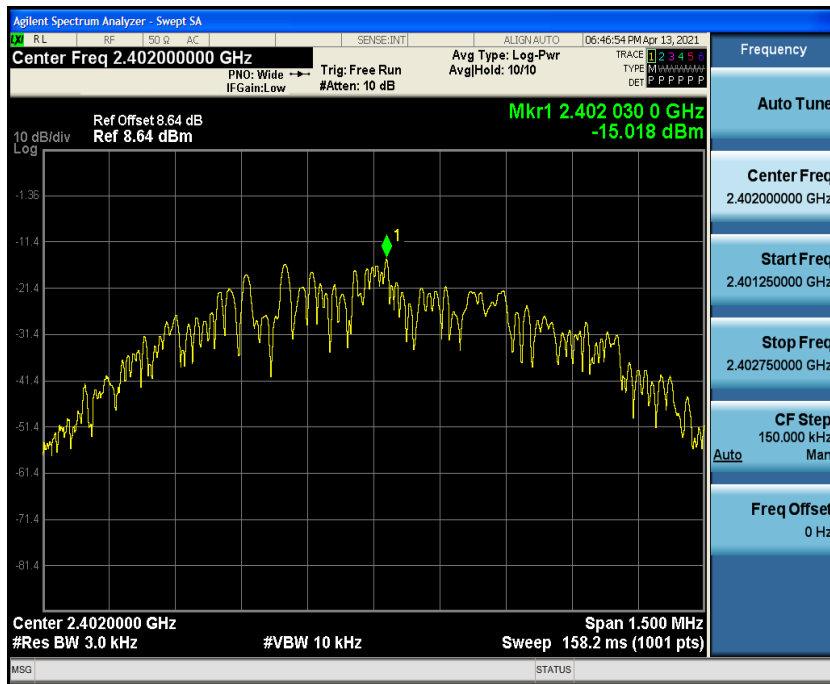 Agilent Spectrum Analyzer - Swept SA
LXI RL RF 50 Ω AC SENSE:INT ALIGN AUTO 06:46:54 PM Apr 13, 2021
Center Freq 2.402000000 GHz
PNO: Wide
IFGain:Low
Trig: Free Run
#Atten: 10 dB
Avg Type: Log-Pwr
Avg|Hold: 10/10
TRACE 1 2 3 4 5 6
TYPE M WWWWW
DET P P P P P P
Mkr1 2.402 030 0 GHz
-15.018 dBm
Ref Offset 8.64 dB
10 dB/div Ref 8.64 dBm
Log
-1.36
-11.4
-21.4
-31.4
-41.4
-51.4
-61.4
-71.4
-81.4
1
Center 2.4020000 GHz Span 1.500 MHz
#Res BW 3.0 kHz #VBW 10 kHz Sweep 158.2 ms (1001 pts)
MSG STATUS
Frequency
Auto Tune
Center Freq
2.402000000 GHz
Start Freq
2.401250000 GHz
Stop Freq
2.402750000 GHz
CF Step
150.000 kHz
Auto Man
Freq Offset
0 Hz